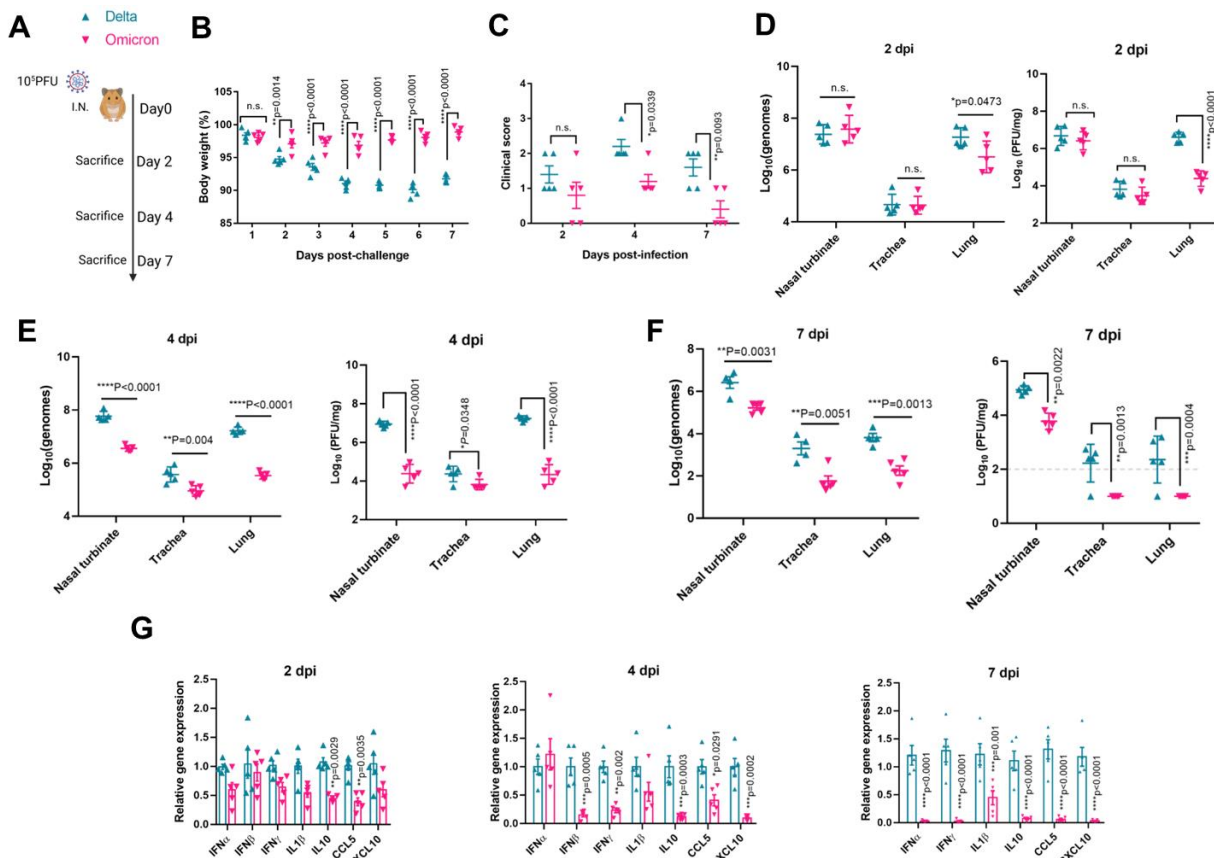 A
Delta
Omicron
10⁵PFU
I.N.
Day0
Sacrifice
Day 2
Sacrifice
Day 4
Sacrifice
Day 7
B
Body weight (%)
100
95
90
85
n.s.
**p=0.0014
****p<0.0001
****p<0.0001
****p<0.0001
****p<0.0001
****p<0.0001
1 2 3 4 5 6 7
Days post-challenge
C
Clinical score
4
3
2
1
0
n.s.
*p=0.0339
**p=0.0093
2 4 7
Days post-infection
D
2 dpi
Log₁₀(genomes)
10
8
6
4
n.s.
n.s.
*p=0.0473
Nasal turbinate
Trachea
Lung
2 dpi
Log₁₀ (PFU/mg)
10
8
6
4
2
n.s.
n.s.
****p<0.0001
Nasal turbinate
Trachea
Lung
E
4 dpi
Log₁₀(genomes)
10
8
6
4
****P<0.0001
**P=0.004
****P<0.0001
Nasal turbinate
Trachea
Lung
4 dpi
Log₁₀ (PFU/mg)
10
8
6
4
2
****P<0.0001
*P=0.0348
****P<0.0001
Nasal turbinate
Trachea
Lung
F
7 dpi
Log₁₀(genomes)
8
6
4
2
0
**P=0.0031
**P=0.0051
***P=0.0013
Nasal turbinate
Trachea
Lung
7 dpi
Log₁₀ (PFU/mg)
6
4
2
0
**p=0.0022
**p=0.0013
***p=0.0004
Nasal turbinate
Trachea
Lung
G
2 dpi
Relative gene expression
2.5
2.0
1.5
1.0
0.5
0.0
**p=0.0029
**p=0.0035
IFNα
IFNβ
IFNγ
IL1β
IL10
CCL5
XCL10
4 dpi
Relative gene expression
2.5
2.0
1.5
1.0
0.5
0.0
***p=0.0005
**p=0.002
***p=0.0003
*p=0.0291
***p=0.0002
IFNα
IFNβ
IFNγ
IL1β
IL10
CCL5
XCL10
7 dpi
Relative gene expression
2.5
2.0
1.5
1.0
0.5
0.0
****p<0.0001
****p<0.0001
***p=0.001
****p<0.0001
****p<0.0001
****p<0.0001
IFNα
IFNγ
IL1β
IL10
CCL5
XCL10